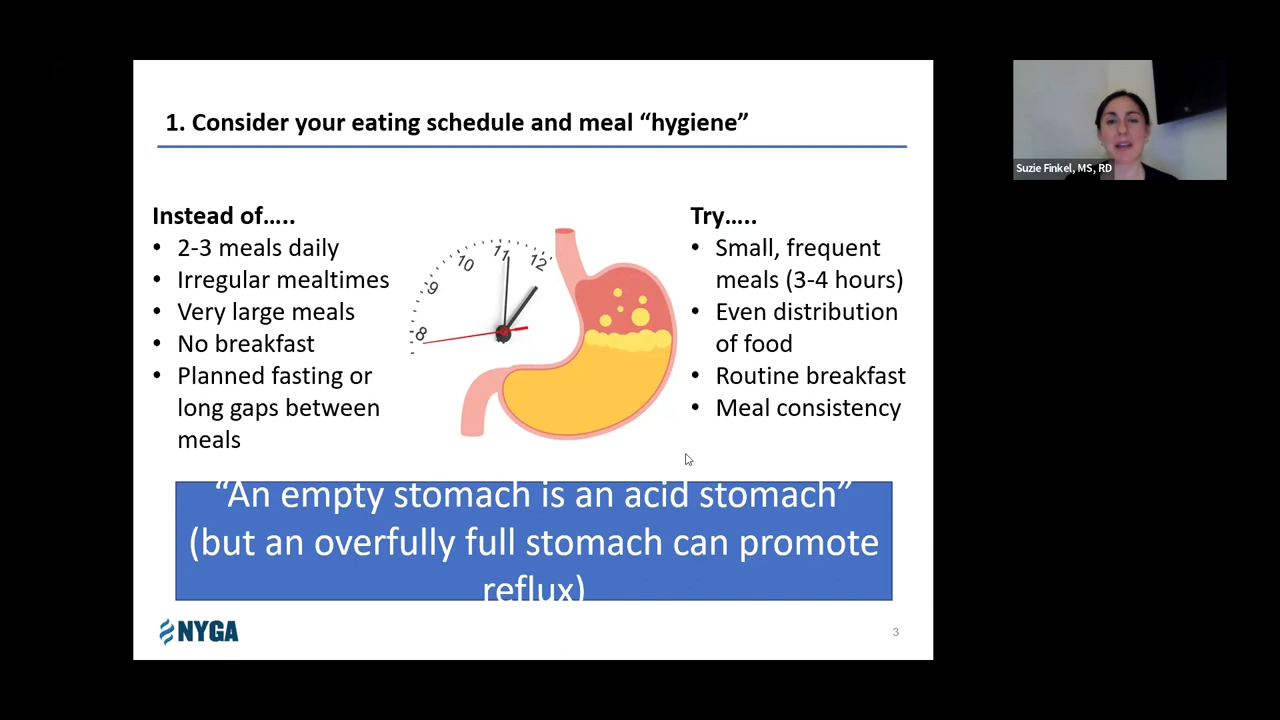 1. Consider your eating schedule and meal “hygiene”
Suzie Finkel, MS, RD
Instead of…..
• 2-3 meals daily
• Irregular mealtimes
• Very large meals
• No breakfast
• Planned fasting or
long gaps between
meals
8
9
10
11
12
Try…..
• Small, frequent
meals (3-4 hours)
• Even distribution
of food
• Routine breakfast
• Meal consistency
“An empty stomach is an acid stomach”
(but an overfully full stomach can promote
reflux)
NYGA
3